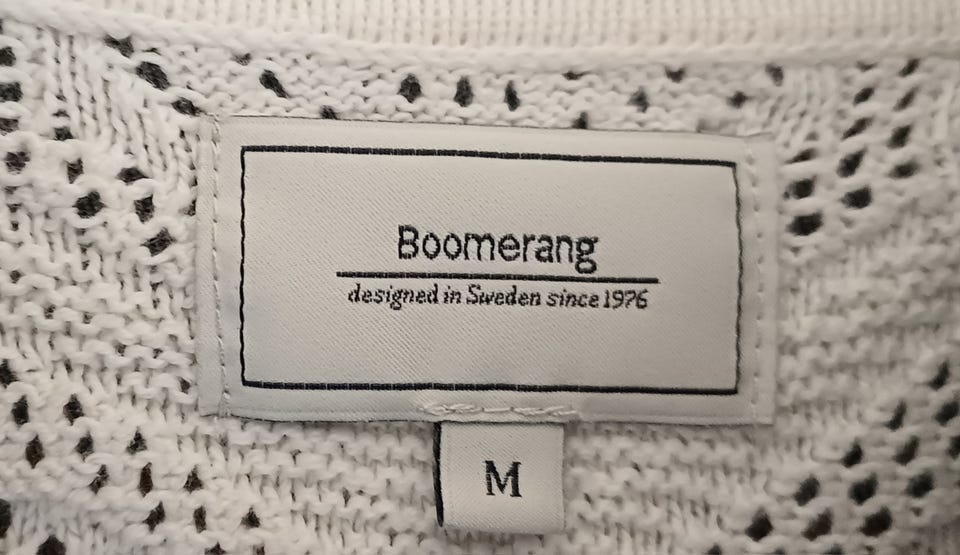 Boomerang
designed in Sweden since 1976
M